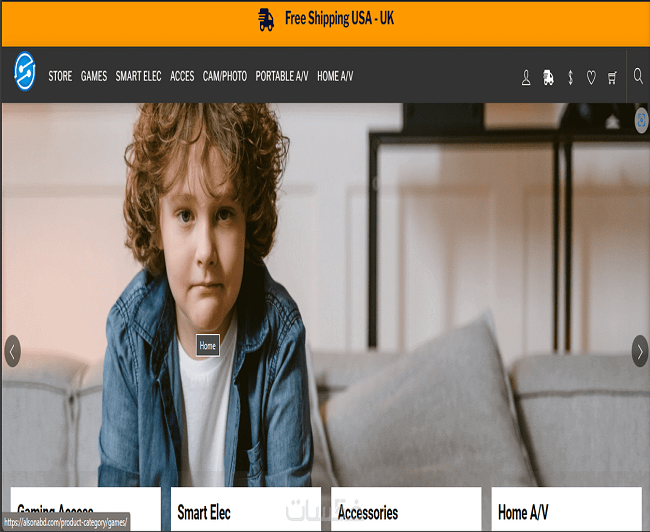 Free Shipping USA - UK
STORE GAMES SMART ELEC ACCES CAM/PHOTO PORTABLE A/V HOME A/V
Home
Gaming Access
Smart Elec
Accessories
Home A/V
خمسات
https://alsonabd.com/product-category/games/